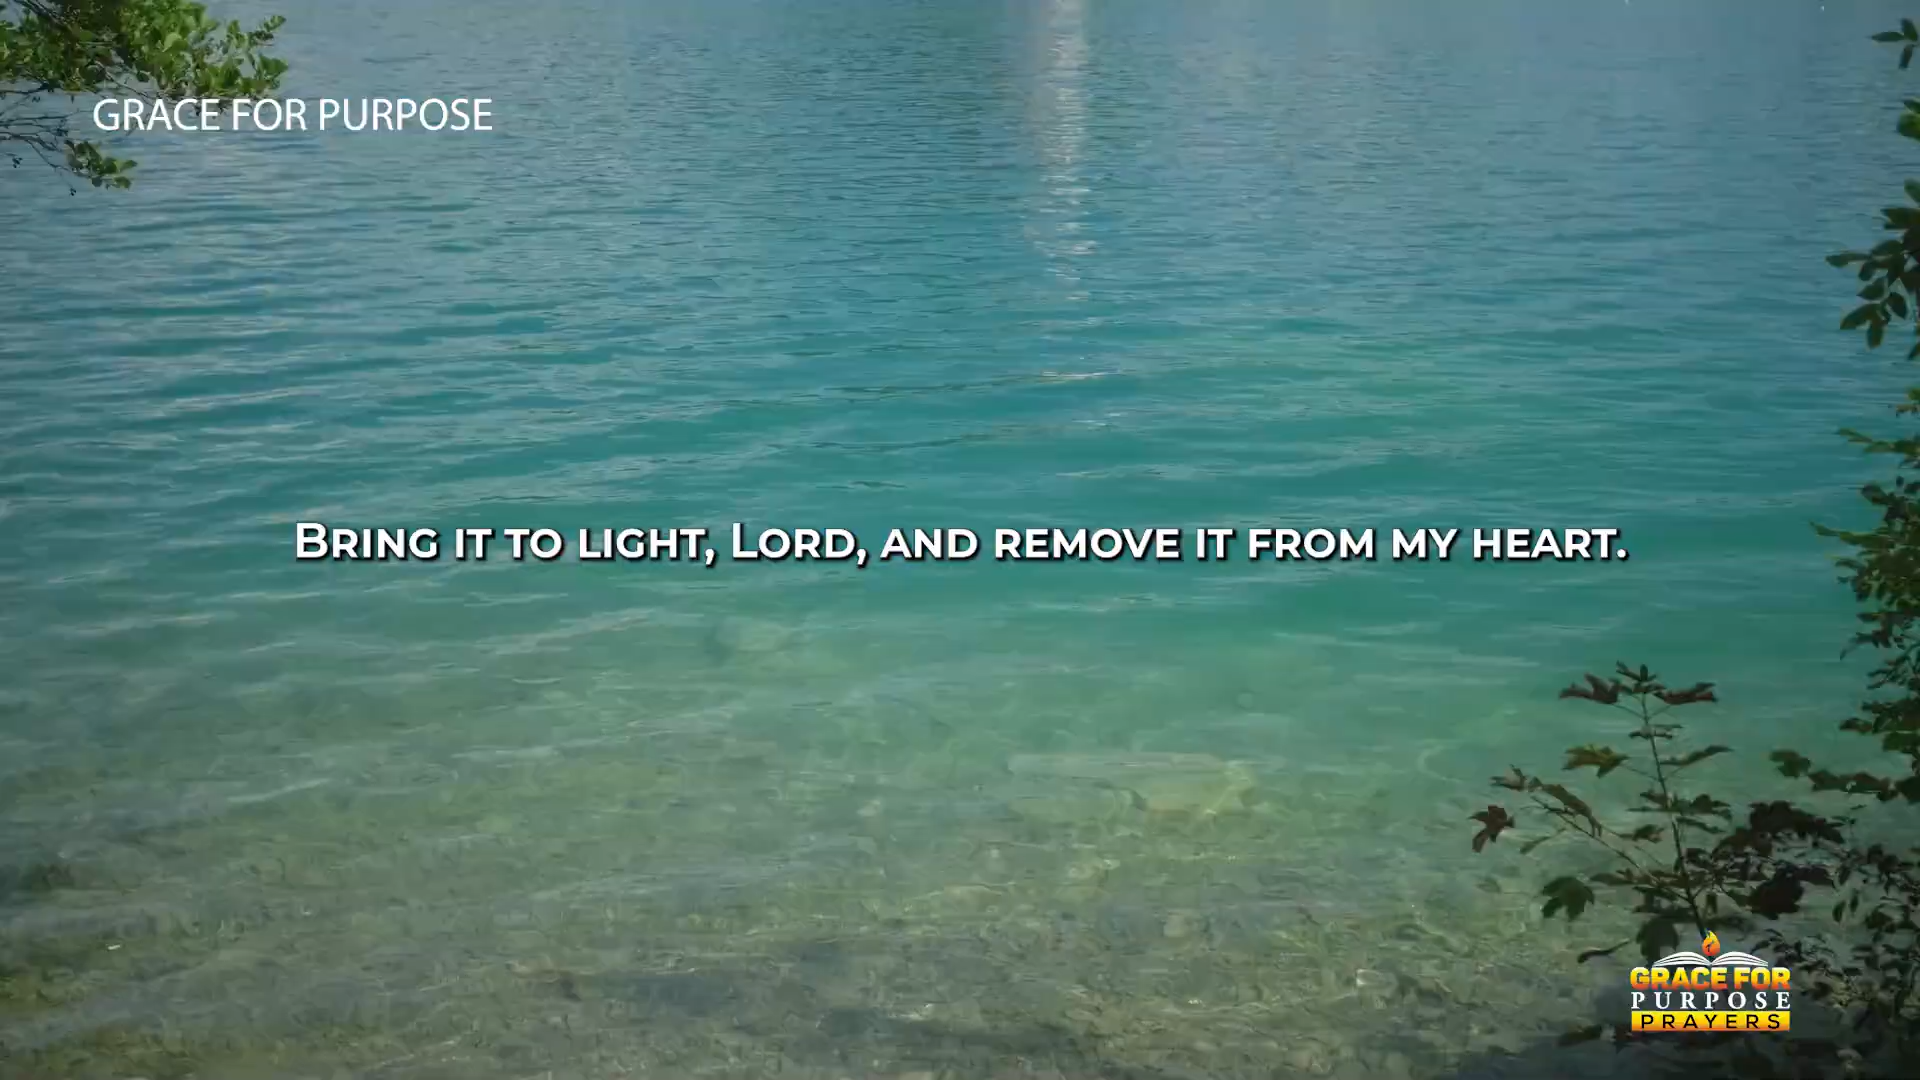 GRACE FOR PURPOSE
Bring it to light, Lord, and remove it from my heart.
GRACE FOR
PURPOSE
PRAYERS